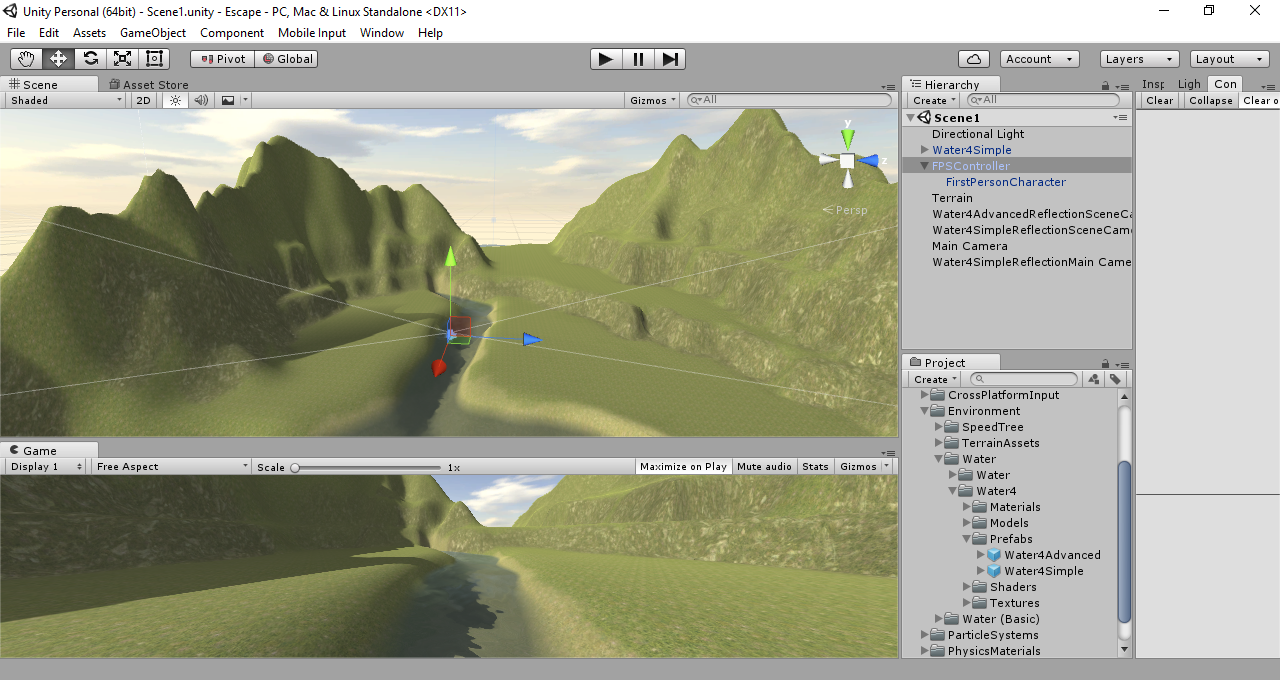 Unity Personal (64bit) - Scene1.unity - Escape - PC, Mac & Linux Standalone <DX11>
File Edit Assets GameObject Component Mobile Input Window Help
Pivot Global Account Layers Layout
Scene Asset Store
Shaded 2D Gizmos All
y
z
Persp
Game
Display 1 Free Aspect Scale 1x Maximize on Play Mute audio Stats Gizmos
Hierarchy
Create All
Scene1
Directional Light
Water4Simple
FPSController
FirstPersonCharacter
Terrain
Water4AdvancedReflectionSceneCa
Water4SimpleReflectionSceneCam
Main Camera
Water4SimpleReflectionMain Came
Project
Create
CrossPlatformInput
Environment
SpeedTree
TerrainAssets
Water
Water
Water4
Materials
Models
Prefabs
Water4Advanced
Water4Simple
Shaders
Textures
Water (Basic)
ParticleSystems
PhysicsMaterials
Insp Ligh Con
Clear Collapse Clear o